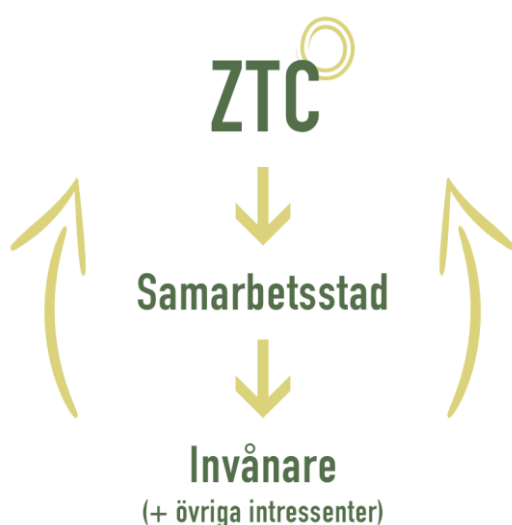 ZTC
Samarbetsstad
Invånare
(+ övriga intressenter)